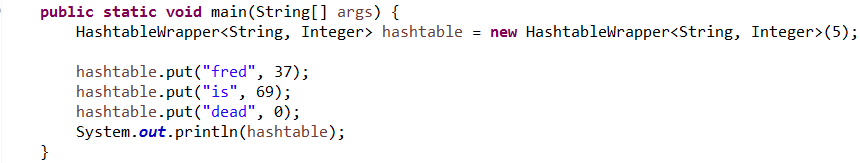 public static void main(String[] args) {
HashtableWrapper<String, Integer> hashtable = new HashtableWrapper<String, Integer>(5);
hashtable.put("fred", 37);
hashtable.put("is", 69);
hashtable.put("dead", 0);
System.out.println(hashtable);
}